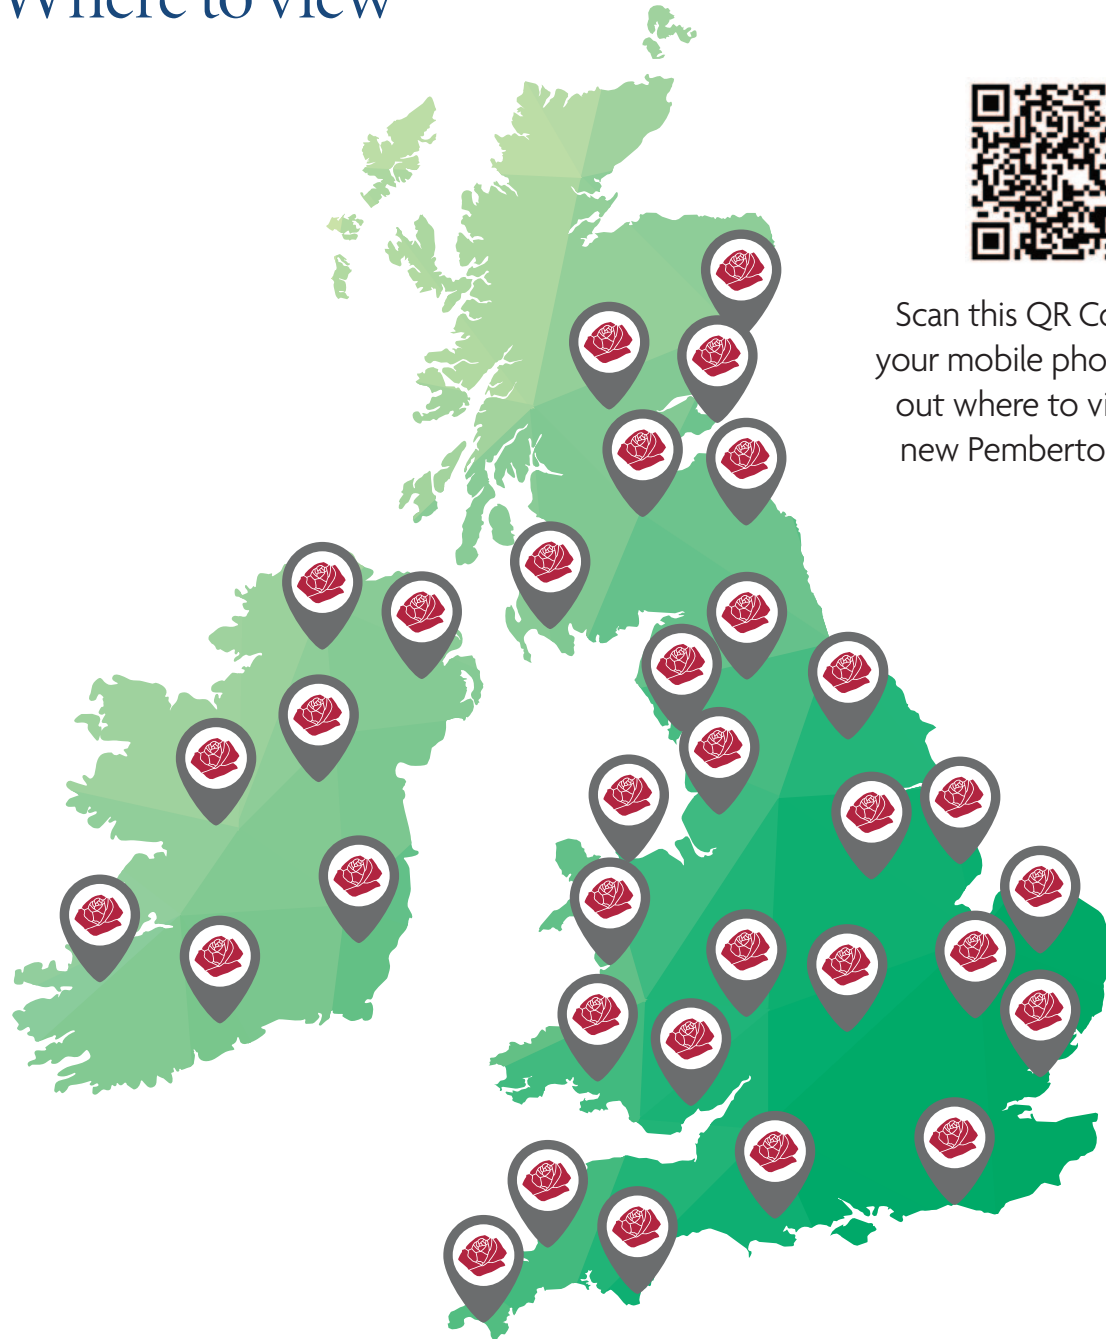 Where to view
Scan this QR Co
your mobile pho
out where to vi
new Pemberto